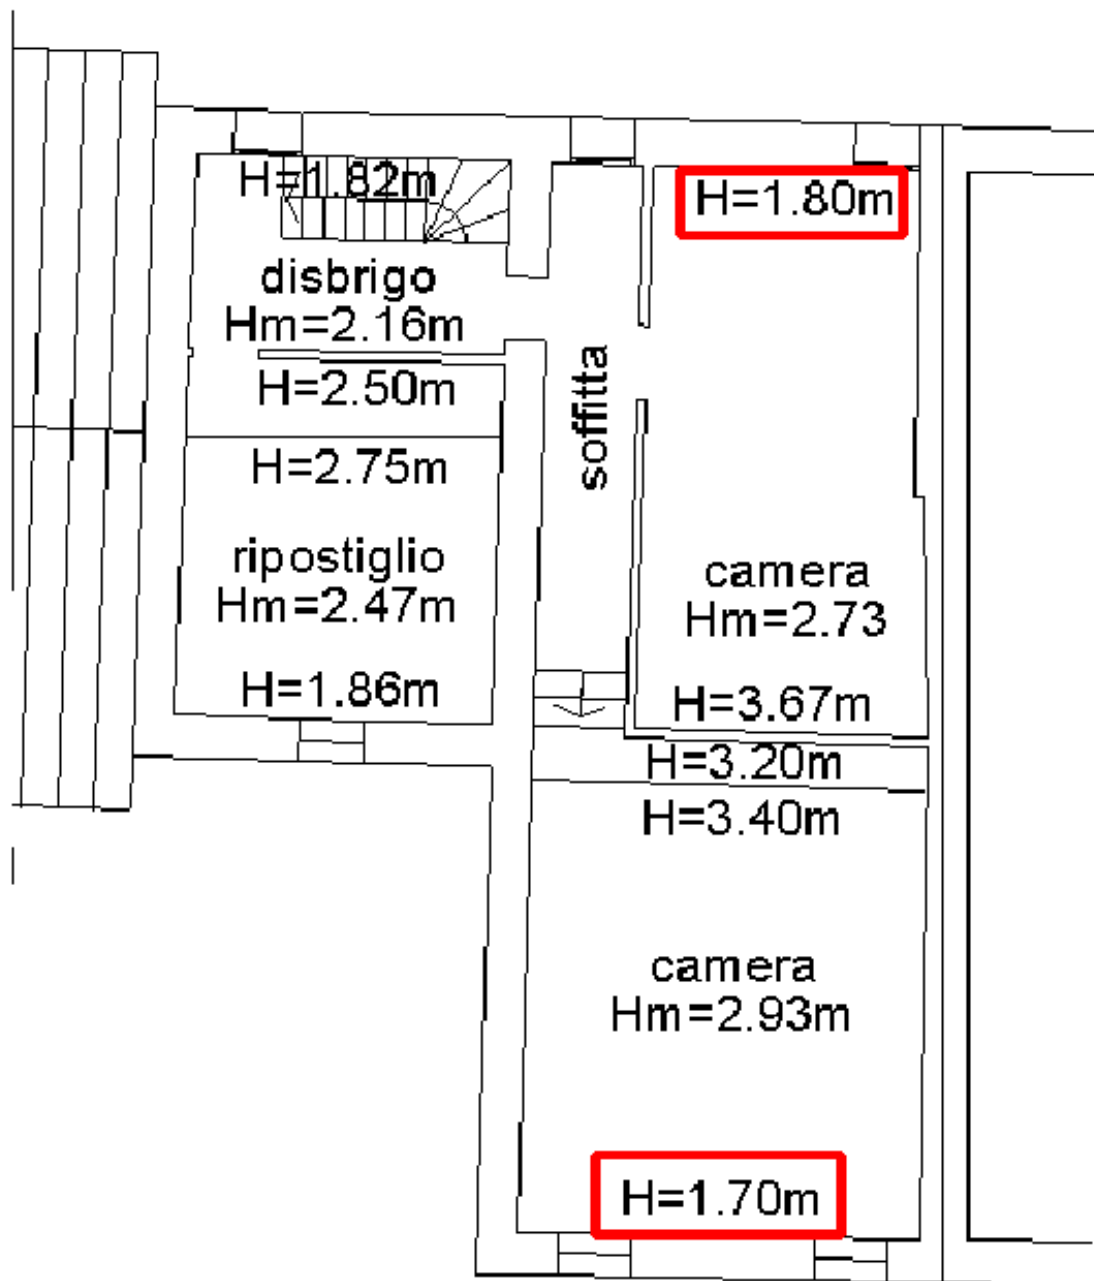 H=1.82m
H=1.80m
disbrigo
Hm=2.16m
H=2.50m
H=2.75m
soffitta
ripostiglio
Hm=2.47m
camera
Hm=2.73
H=1.86m
H=3.67m
H=3.20m
H=3.40m
camera
Hm=2.93m
H=1.70m